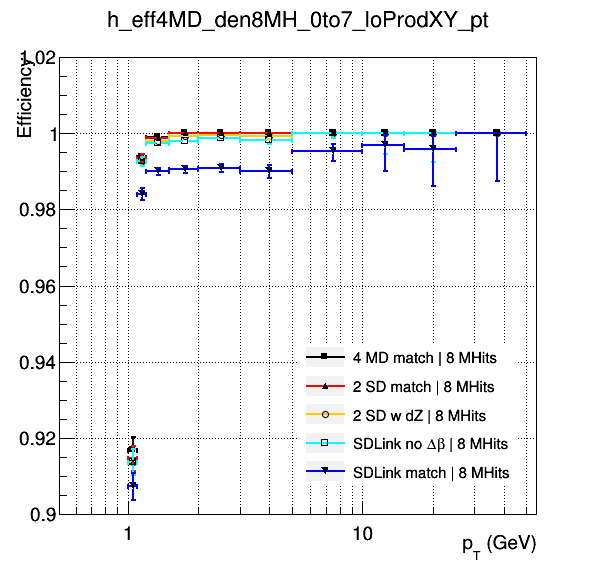 h_eff4MD_den8MH_0to7_loProdXY_pt
Efficiency
1.02
1
0.98
0.96
0.94
0.92
0.9
4 MD match | 8 MHits
2 SD match | 8 MHits
2 SD w dZ | 8 MHits
SDLink no Δβ | 8 MHits
SDLink match | 8 MHits
1
10
p_T (GeV)